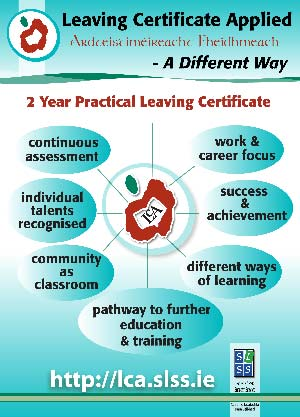 Leaving Certificate Applied
Ardteistiméireacht Fheidhmeach
- A Different Way
2 Year Practical Leaving Certificate
continuous
assessment
work &
career focus
individual
talents
recognised
LCA
success
&
achievement
community
as
classroom
different ways
of learning
pathway to further
education
& training
SLSS
http://lca.slss.ie